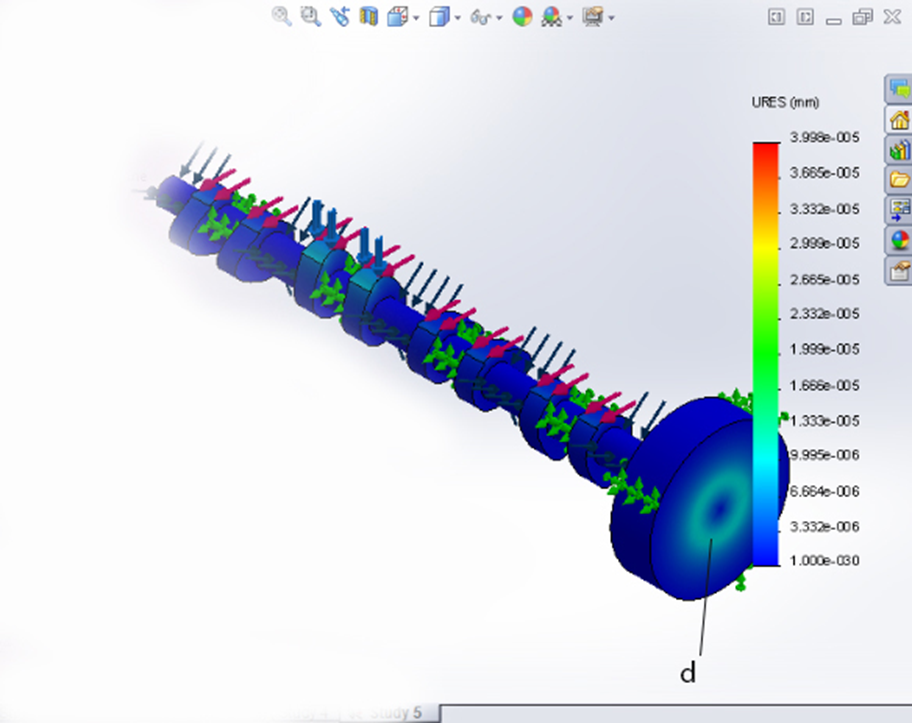 URES (mm)
3.998e-005
3.665e-005
3.332e-005
2.999e-005
2.665e-005
2.332e-005
1.999e-005
1.666e-005
1.333e-005
9.995e-006
6.664e-006
3.332e-006
1.000e-030
d
Study 5